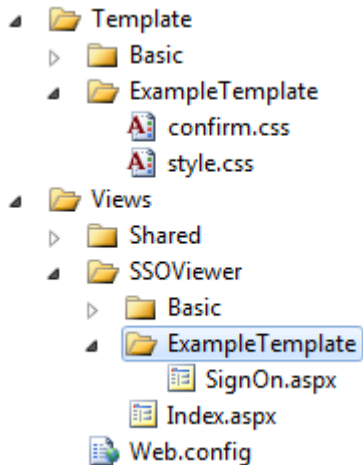 Template
Basic
ExampleTemplate
confirm.css
style.css
Views
Shared
SSOViewer
Basic
ExampleTemplate
SignOn.aspx
Index.aspx
Web.config